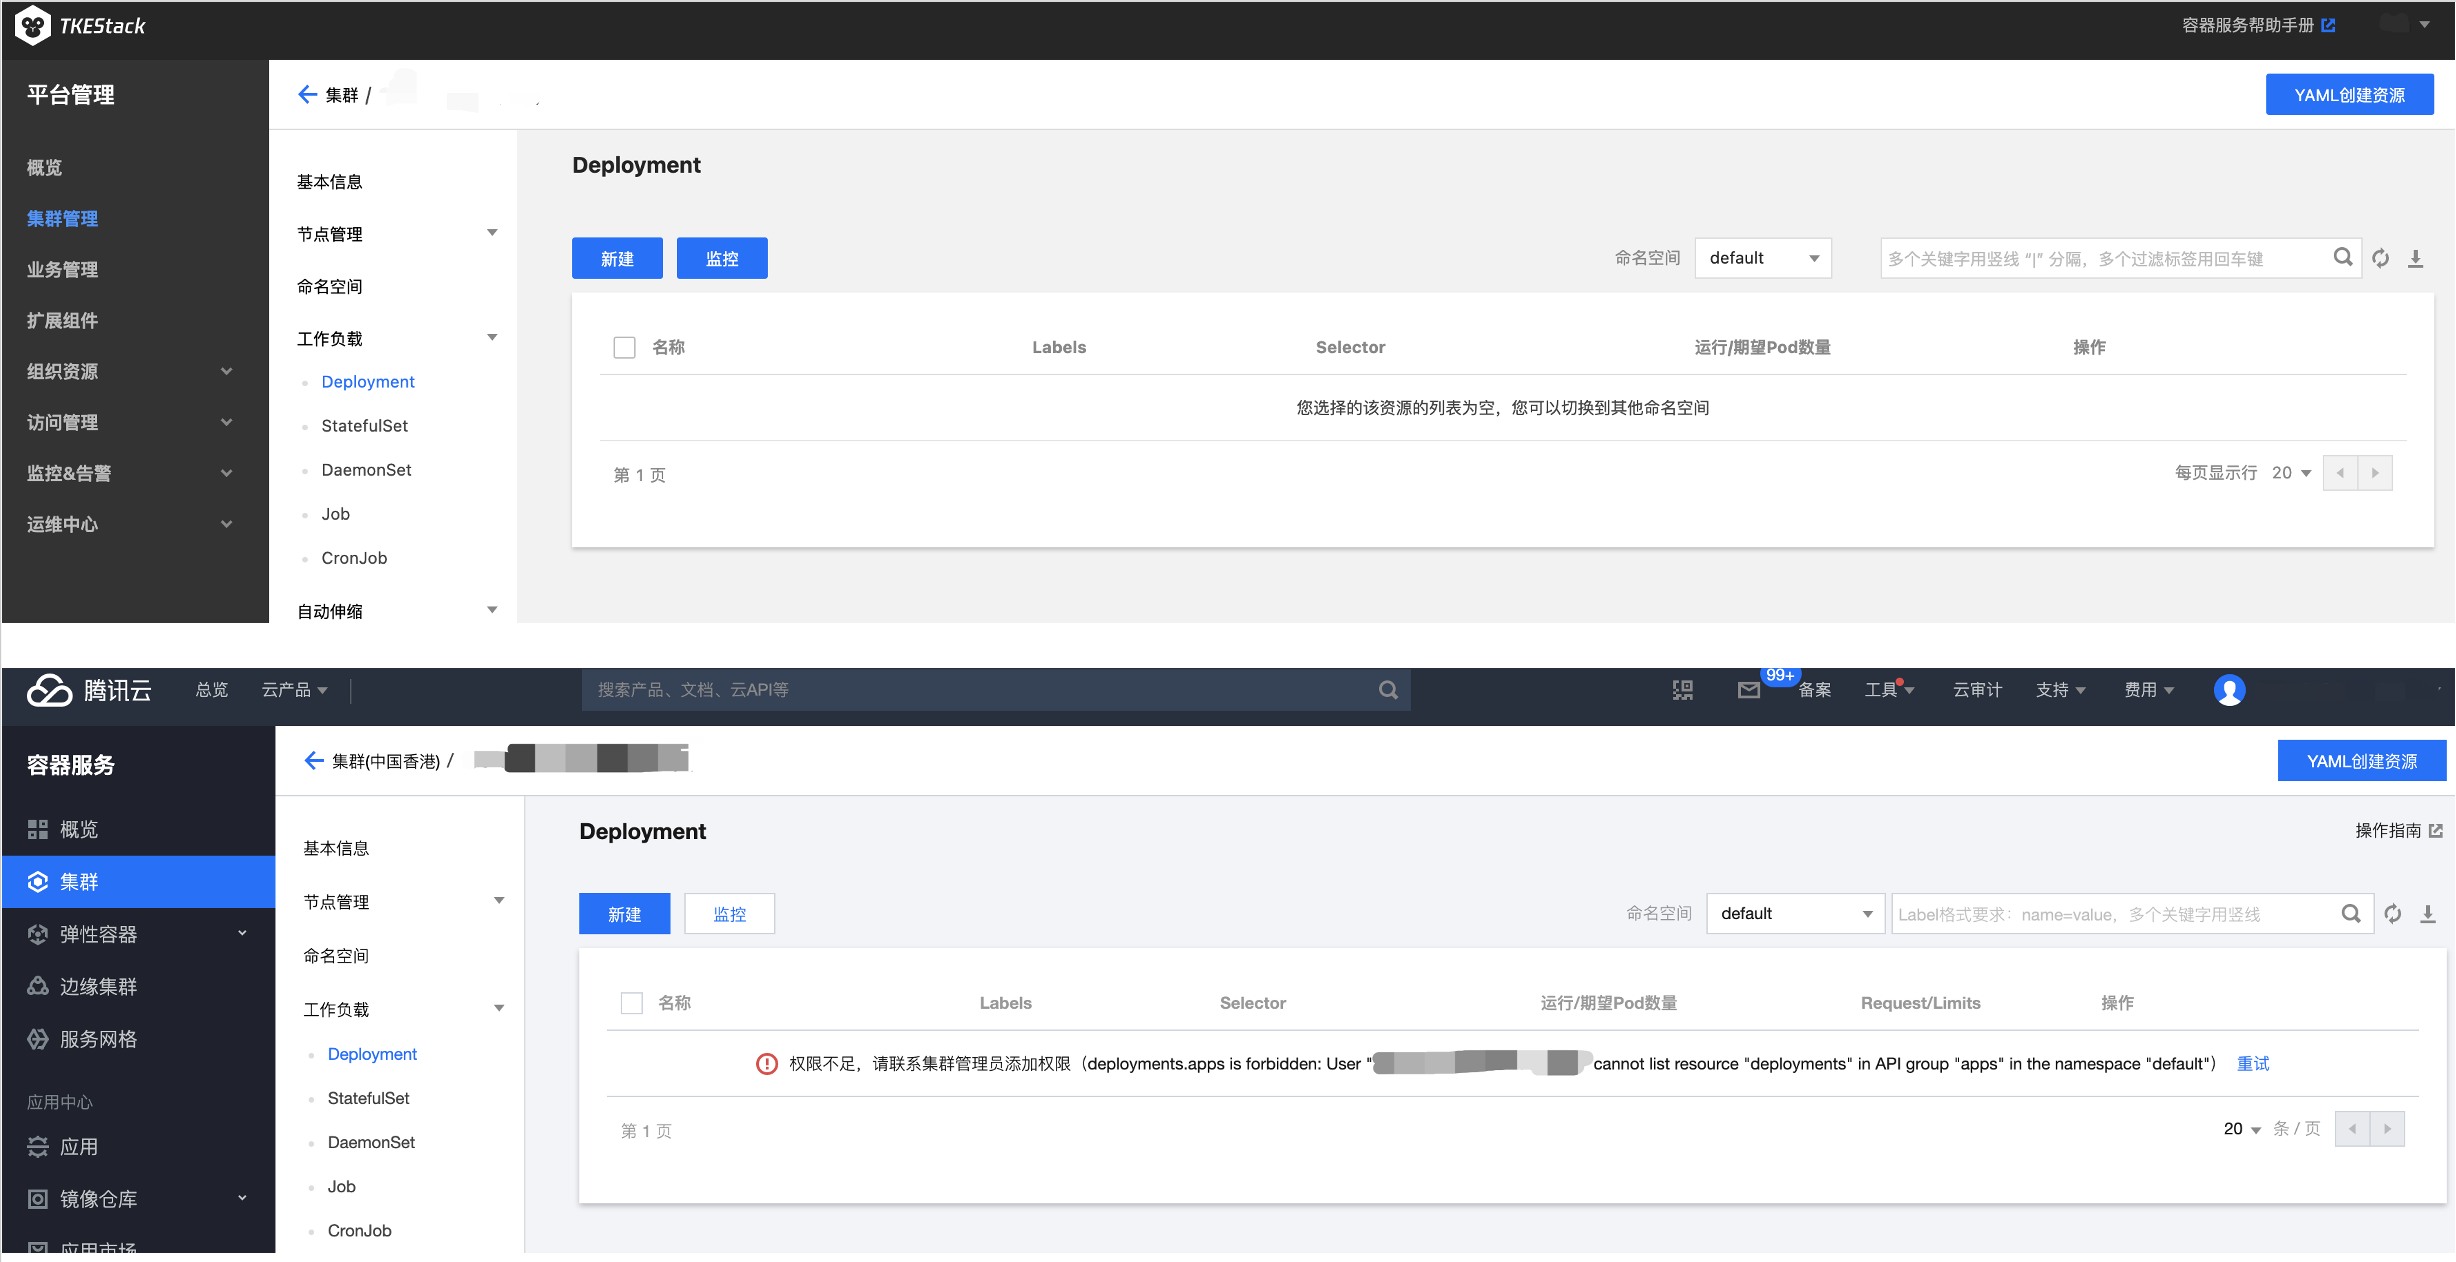 TKEStack
容器服务帮助手册
平台管理
集群 /
YAML创建资源
概览
集群管理
业务管理
扩展组件
组织资源
访问管理
监控&告警
运维中心
基本信息
节点管理
命名空间
工作负载
Deployment
StatefulSet
DaemonSet
Job
CronJob
自动伸缩
Deployment
新建 监控
命名空间 default 多个关键字用竖线 “|” 分隔，多个过滤标签用回车键
名称 Labels Selector 运行/期望Pod数量 操作
您选择的该资源的列表为空，您可以切换到其他命名空间
第 1 页
每页显示行 20
腾讯云 总览 云产品 搜索产品、文档、云API等 99+ 备案 工具 云审计 支持 费用
容器服务
集群(中国香港) /
YAML创建资源
概览
集群
弹性容器
边缘集群
服务网格
应用中心
应用
镜像仓库
应用市场
基本信息
节点管理
命名空间
工作负载
Deployment
StatefulSet
DaemonSet
Job
CronJob
Deployment
操作指南
新建 监控
命名空间 default Label格式要求：name=value，多个关键字用竖线
名称 Labels Selector 运行/期望Pod数量 Request/Limits 操作
权限不足，请联系集群管理员添加权限（deployments.apps is forbidden: User " cannot list resource "deployments" in API group "apps" in the namespace "default"） 重试
第 1 页
20 条 / 页